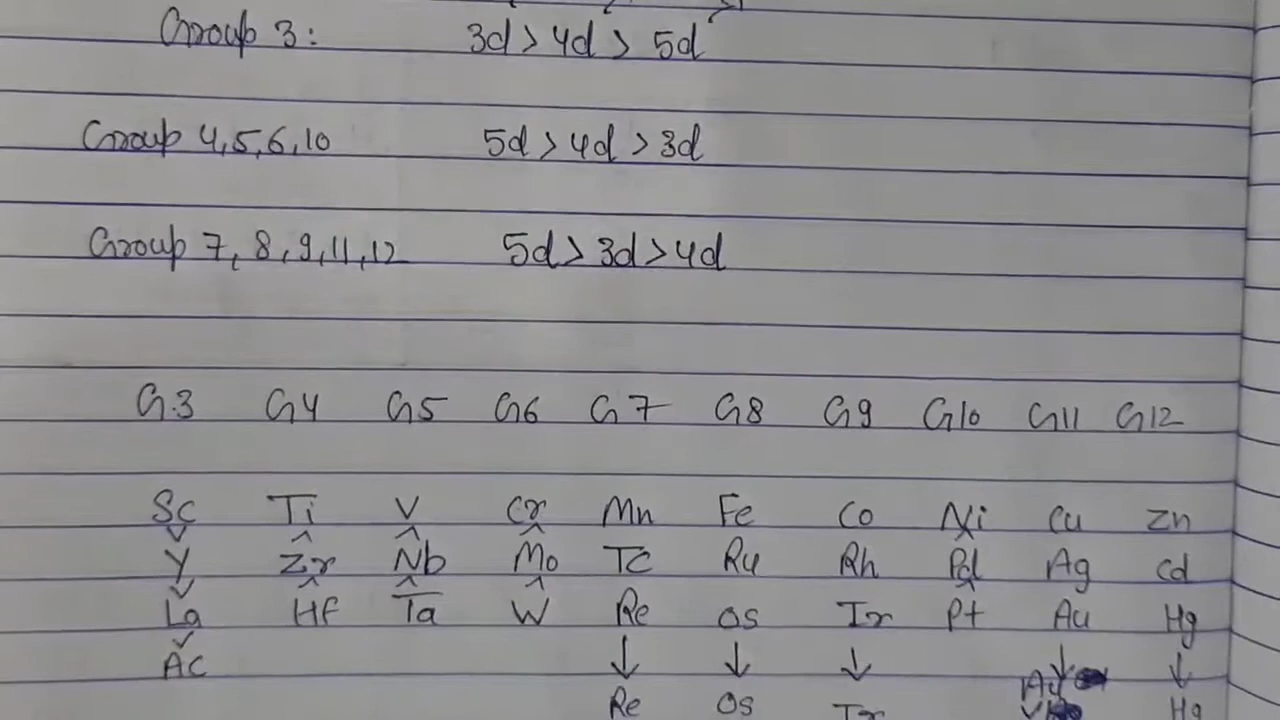 Group 3: 3d > 4d > 5d
Group 4,5,6,10 5d > 4d > 3d
Group 7, 8, 9, 11, 12 5d > 3d > 4d
G.3 G4 G5 G6 G7 G8 G9 G10 G11 G12
Sc Ti V Cr Mn Fe Co Ni Cu Zn
Y Zr Nb Mo TC Ru Rh Pd Ag Cd
La Hf Ta W Re Os Ir Pt Au Hg
AC ↓ ↓ ↓ ↓ ↓
Re Os Ir Au Hg